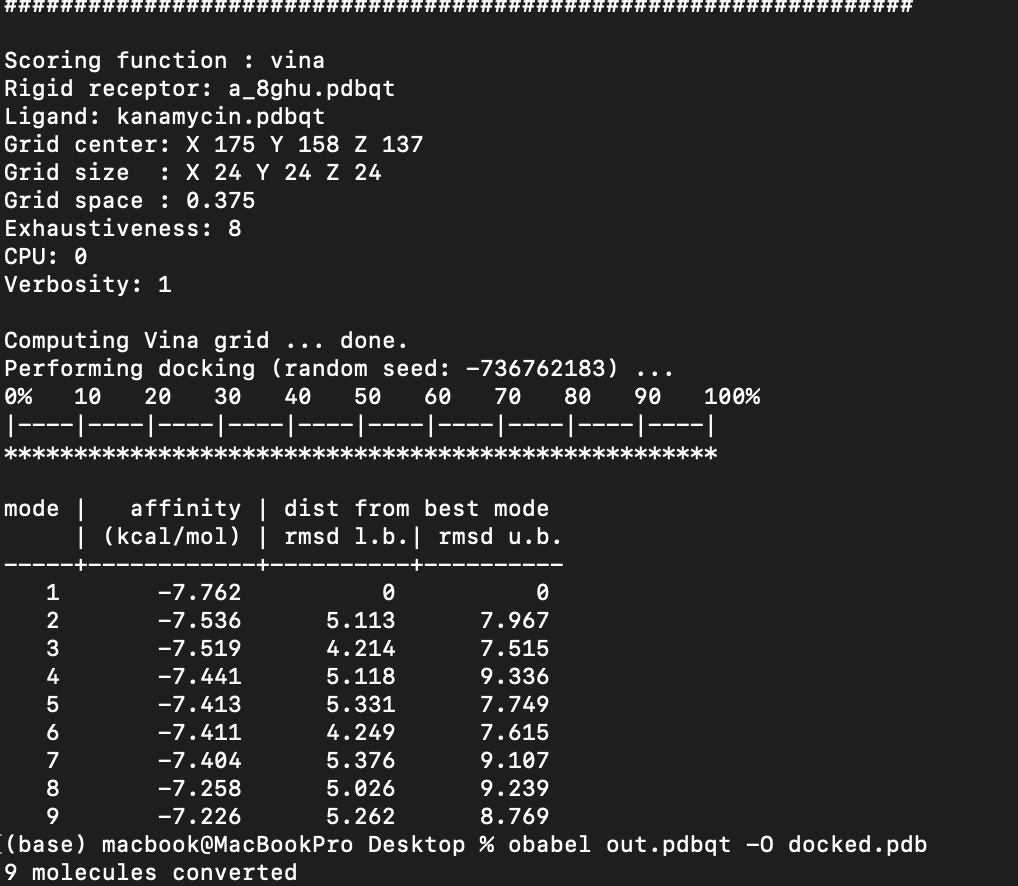 #################################################################
Scoring function : vina
Rigid receptor: a_8ghu.pdbqt
Ligand: kanamycin.pdbqt
Grid center: X 175 Y 158 Z 137
Grid size  : X 24 Y 24 Z 24
Grid space : 0.375
Exhaustiveness: 8
CPU: 0
Verbosity: 1
Computing Vina grid ... done.
Performing docking (random seed: -736762183) ...
0%   10   20   30   40   50   60   70   80   90   100%
|----|----|----|----|----|----|----|----|----|----|
***************************************************
mode |   affinity | dist from best mode
     | (kcal/mol) | rmsd l.b.| rmsd u.b.
-----+------------+----------+----------
   1       -7.762          0          0
   2       -7.536      5.113      7.967
   3       -7.519      4.214      7.515
   4       -7.441      5.118      9.336
   5       -7.413      5.331      7.749
   6       -7.411      4.249      7.615
   7       -7.404      5.376      9.107
   8       -7.258      5.026      9.239
   9       -7.226      5.262      8.769
(base) macbook@MacBookPro Desktop % obabel out.pdbqt -O docked.pdb
9 molecules converted